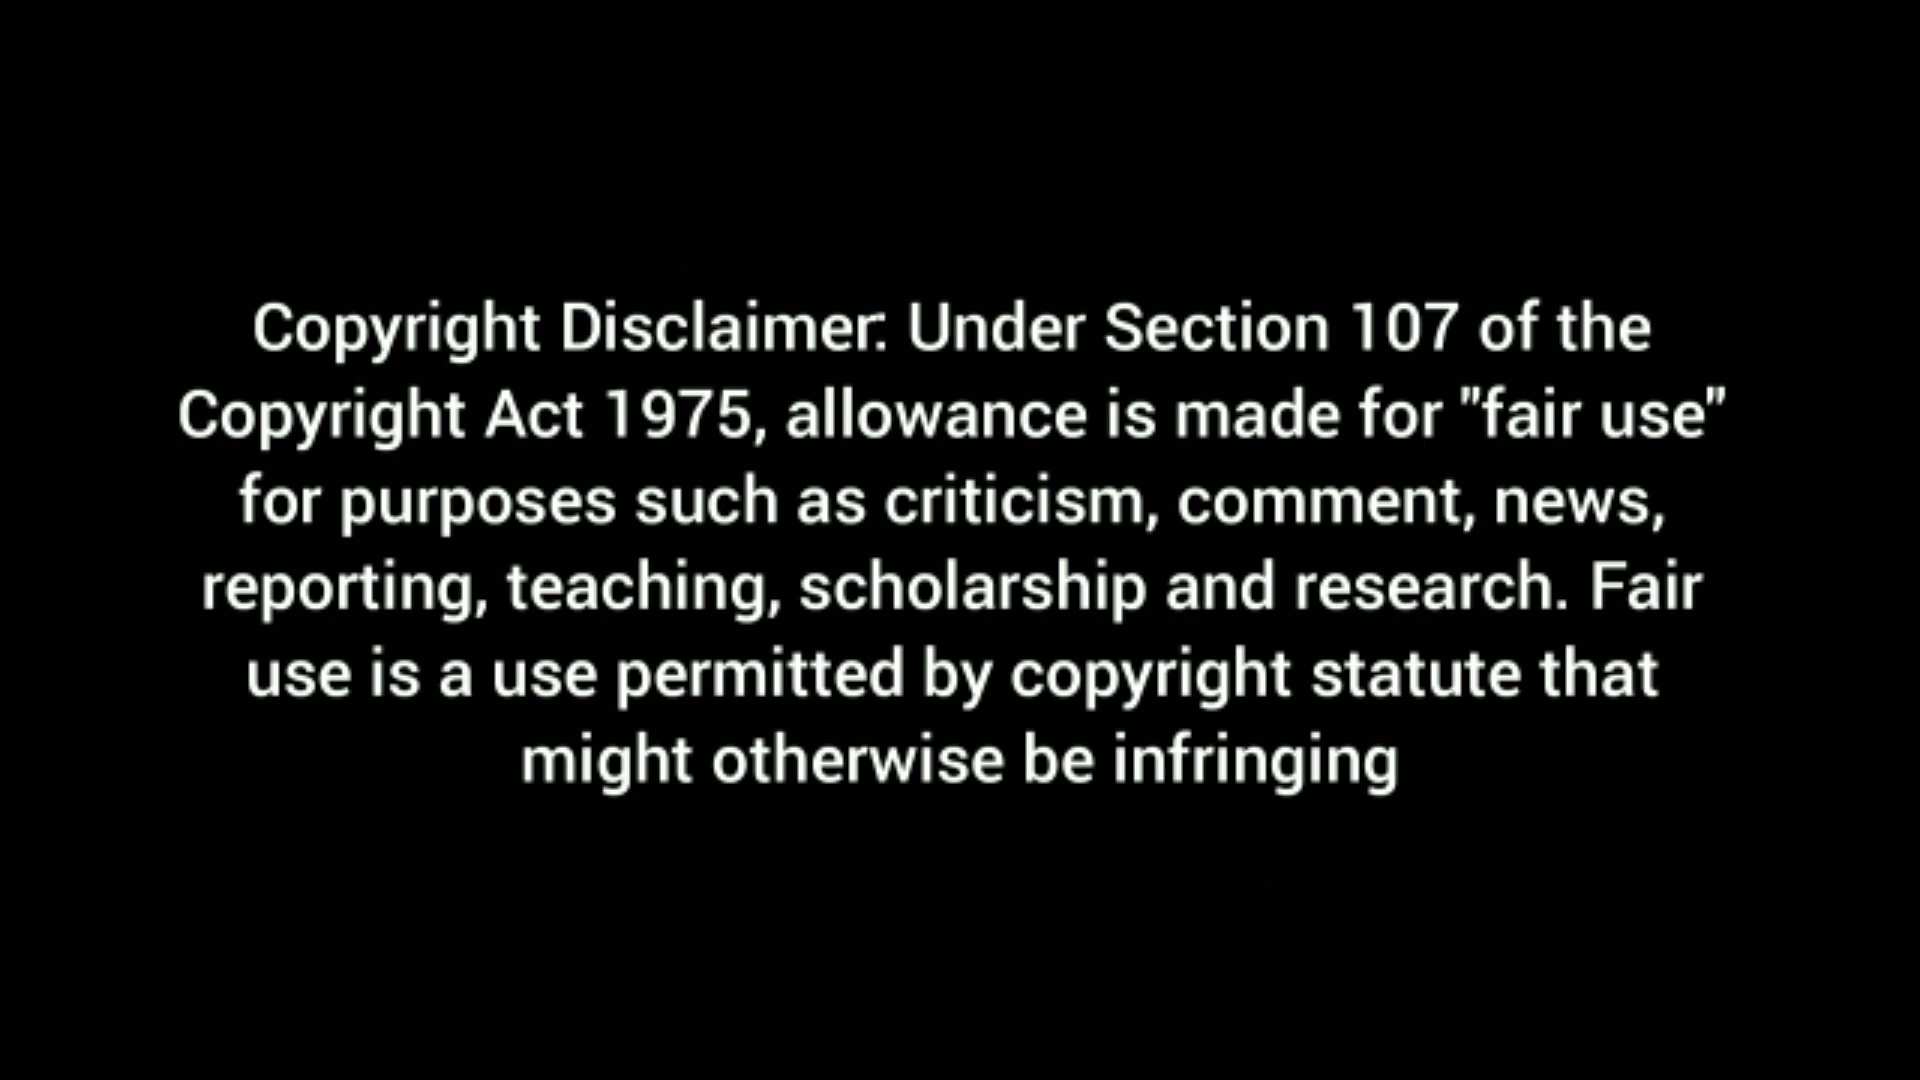 Copyright Disclaimer: Under Section 107 of the
Copyright Act 1975, allowance is made for "fair use"
for purposes such as criticism, comment, news,
reporting, teaching, scholarship and research. Fair
use is a use permitted by copyright statute that
might otherwise be infringing